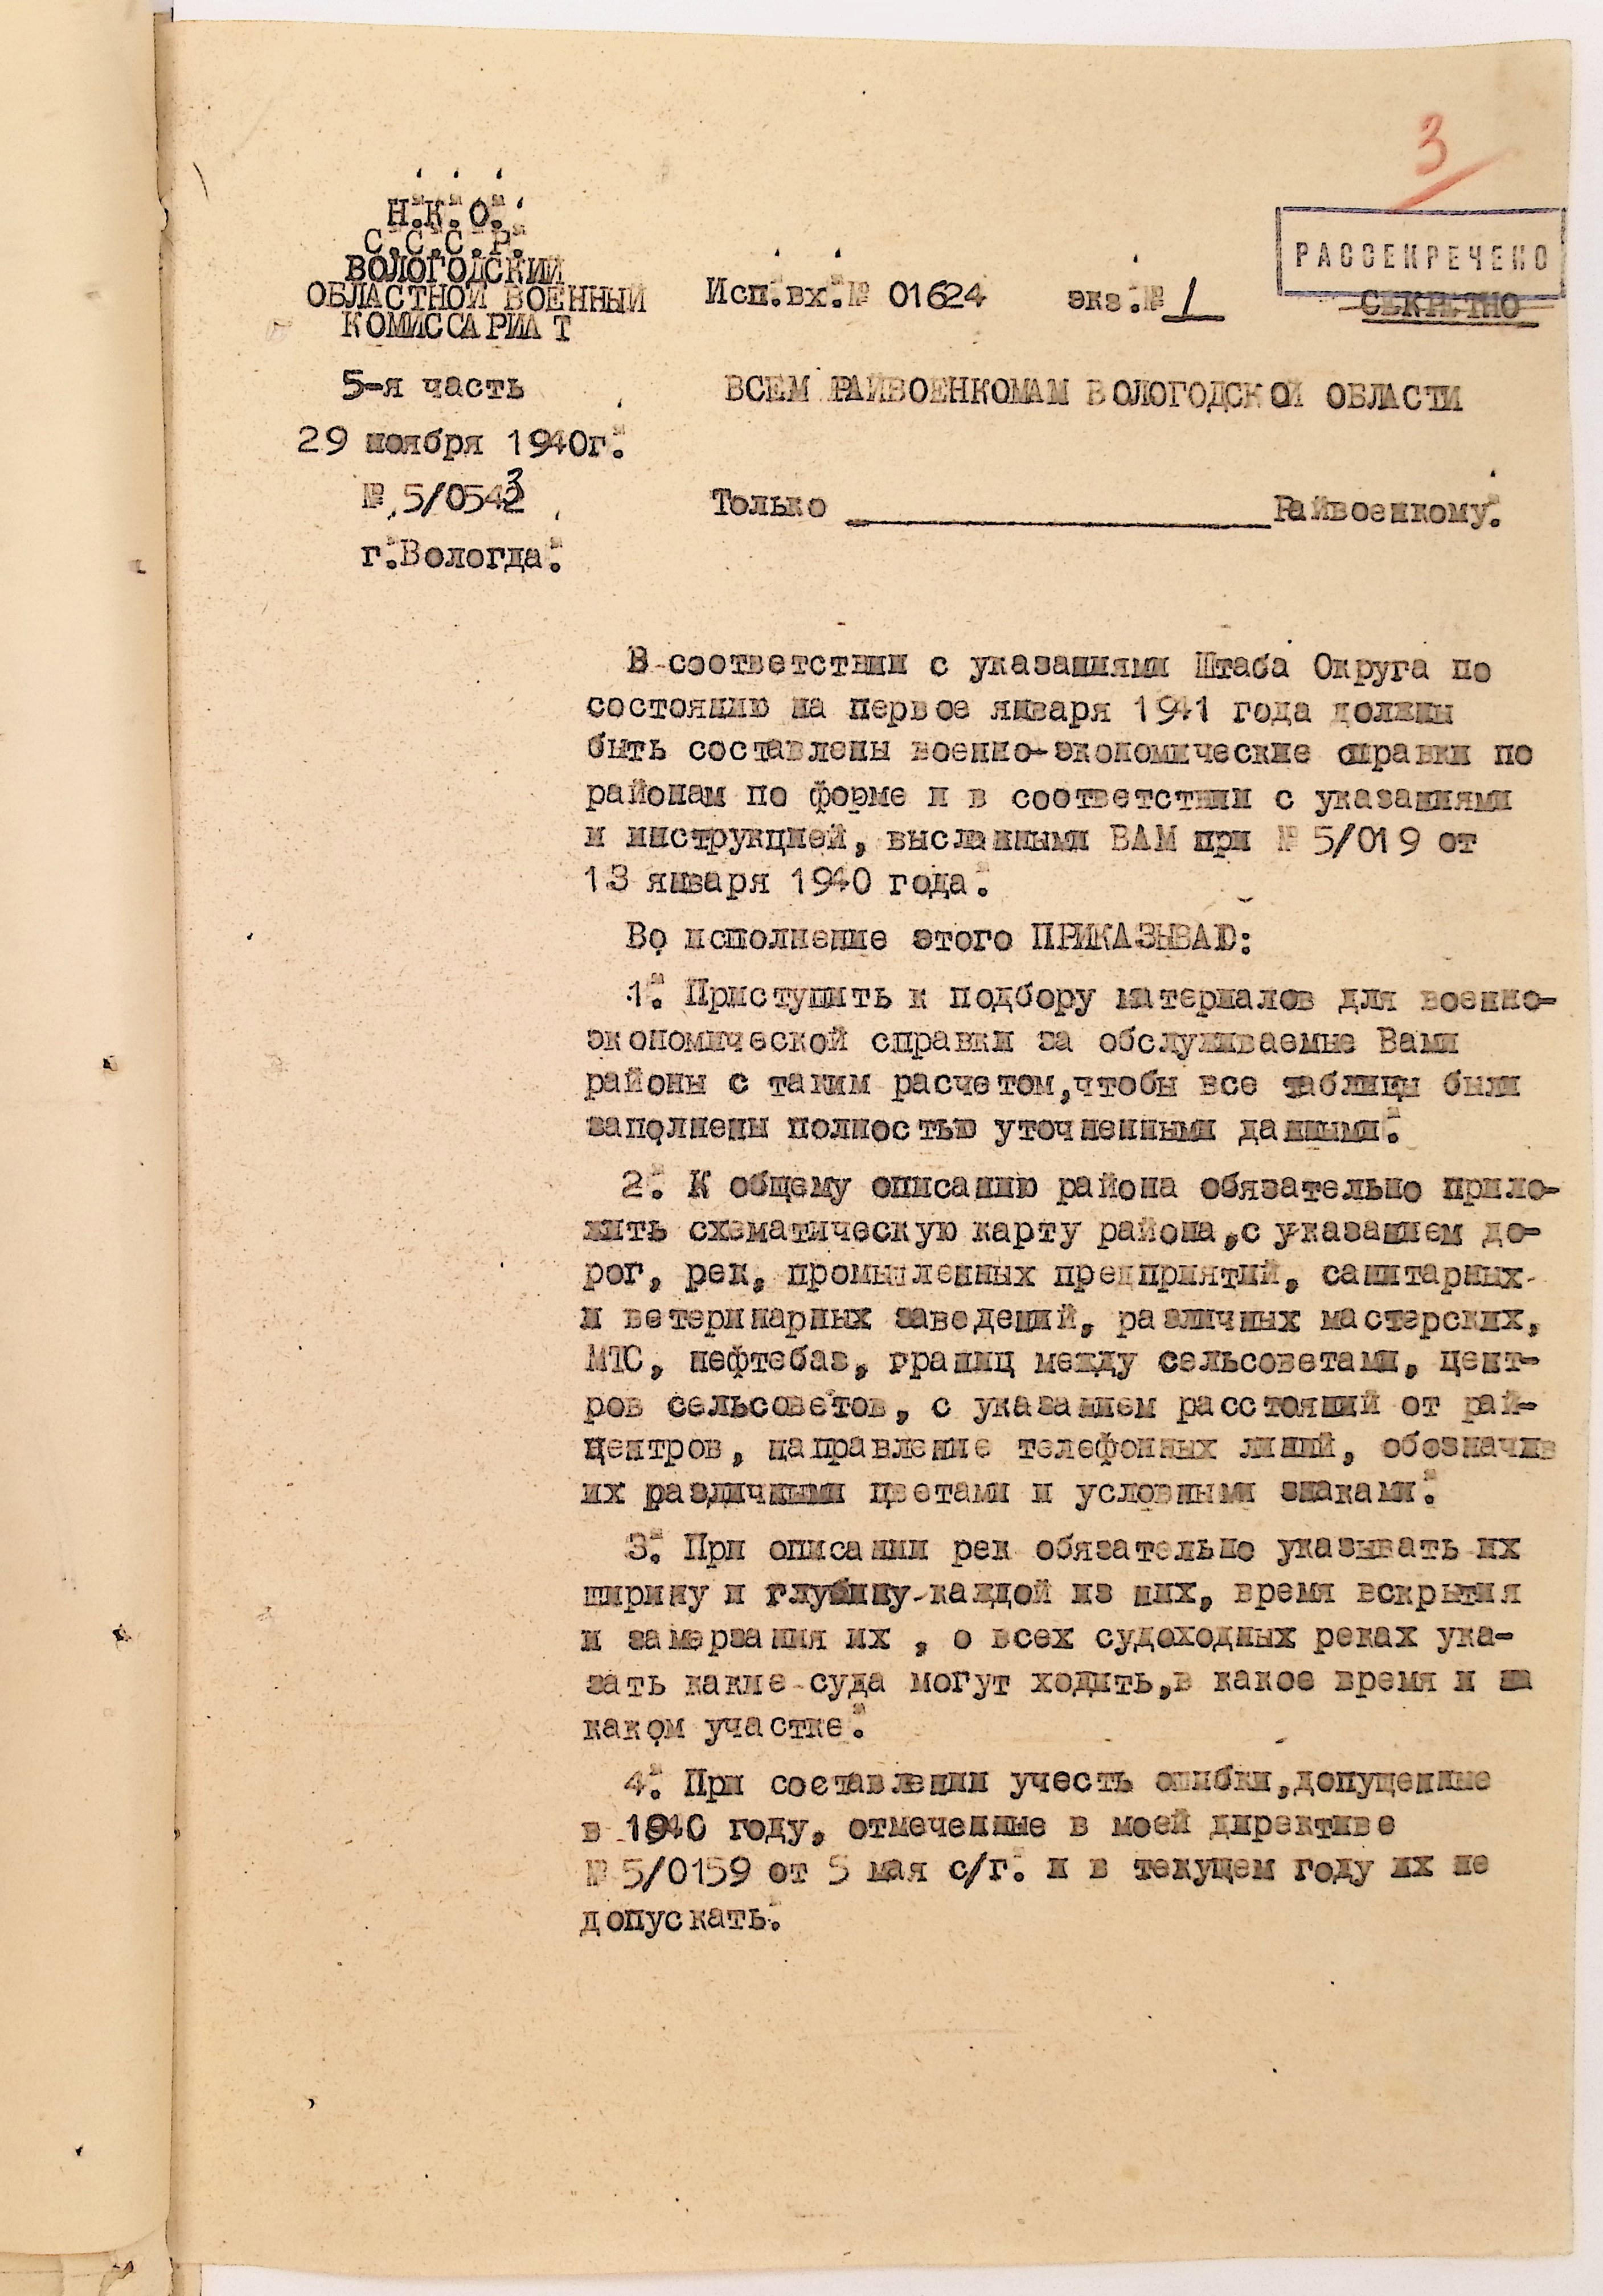 3
РАССЕКРЕЧЕНО
Н.К.О.
С.С.С.Р.
ВОЛОГОДСКИЙ
ОБЛАСТНОЙ ВОЕННЫЙ
КОМИССАРИАТ
Исп.вх.№ 01624 экз.№ 1 СЕКРЕТНО
5-я часть
ВСЕМ РАЙВОЕНКОМАМ ВОЛОГОДСКОЙ ОБЛАСТИ
29 ноября 1940г.
№ 5/0543
Только Райвоенкому.
г.Вологда.
В соответствии с указаниями Штаба Округа по
состоянию на первое января 1941 года должны
быть составлены военно-экономические справки по
районам по форме и в соответствии с указаниями
и инструкцией, высланными ВАМ при № 5/019 от
13 января 1940 года.
Во исполнение этого ПРИКАЗЫВАЮ:
1. Приступить к подбору материалов для военно-
экономической справки за обслуживаемые Вами
районы с таким расчетом,чтобы все таблицы были
заполнены полностью уточненными данными.
2. К общему описанию района обязательно прило-
жить схематическую карту района,с указанием до-
рог, рек, промышленных предприятий, санитарных
и ветеринарных заведений, различных мастерских,
МТС, нефтебаз, границ между сельсоветами, цент-
ров сельсоветов, с указанием расстояний от рай-
центров, направление телефонных линий, обозначив
их различными цветами и условными знаками.
3. При описании рек обязательно указывать их
ширину и глубину каждой из них, время вскрытия
и замерзания их , о всех судоходных реках ука-
зать какие суда могут ходить,в какое время и на
каком участке.
4. При составлении учесть ошибки,допущенные
в 1940 году, отмеченные в моей директиве
№ 5/0159 от 5 мая с/г. и в текущем году их не
допускать.